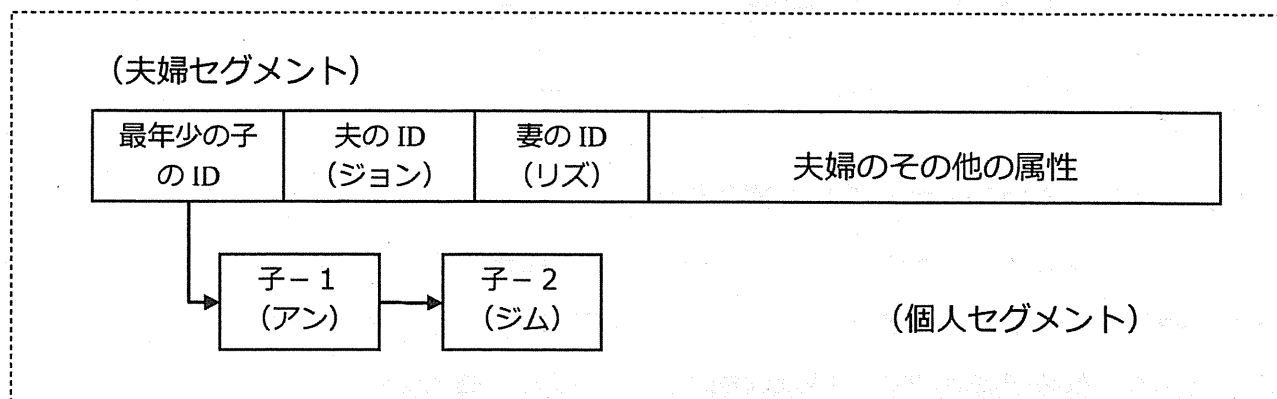 （夫婦セグメント）
最年少の子
の ID
夫の ID
（ジョン）
妻の ID
（リズ）
夫婦のその他の属性
子－１
（アン）
子－２
（ジム）
（個人セグメント）